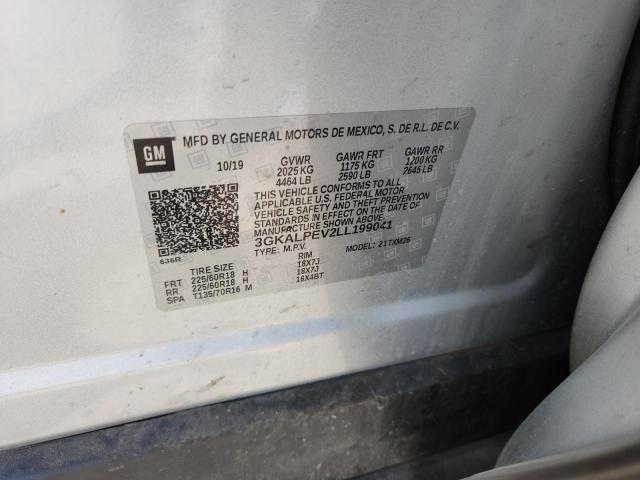 GM
MFD BY GENERAL MOTORS DE MEXICO, S. DE R.L. DE C.V.
10/19 GVWR GAWR FRT GAWR RR
2025 KG 1175 KG 1200 KG
4464 LB 2590 LB 2645 LB
THIS VEHICLE CONFORMS TO ALL
APPLICABLE U.S. FEDERAL MOTOR
VEHICLE SAFETY AND THEFT PREVENTION
STANDARDS IN EFFECT ON THE DATE
OF MANUFACTURE SHOWN ABOVE.
3GKALPEV2LL199041
636R TYPE: M.P.V. MODEL: 21TXM26
TIRE SIZE RIM
FRT 225/60R18 H 18X7J
RR 225/60R18 H 18X7J
SPA T135/70R16 M 16X4BT